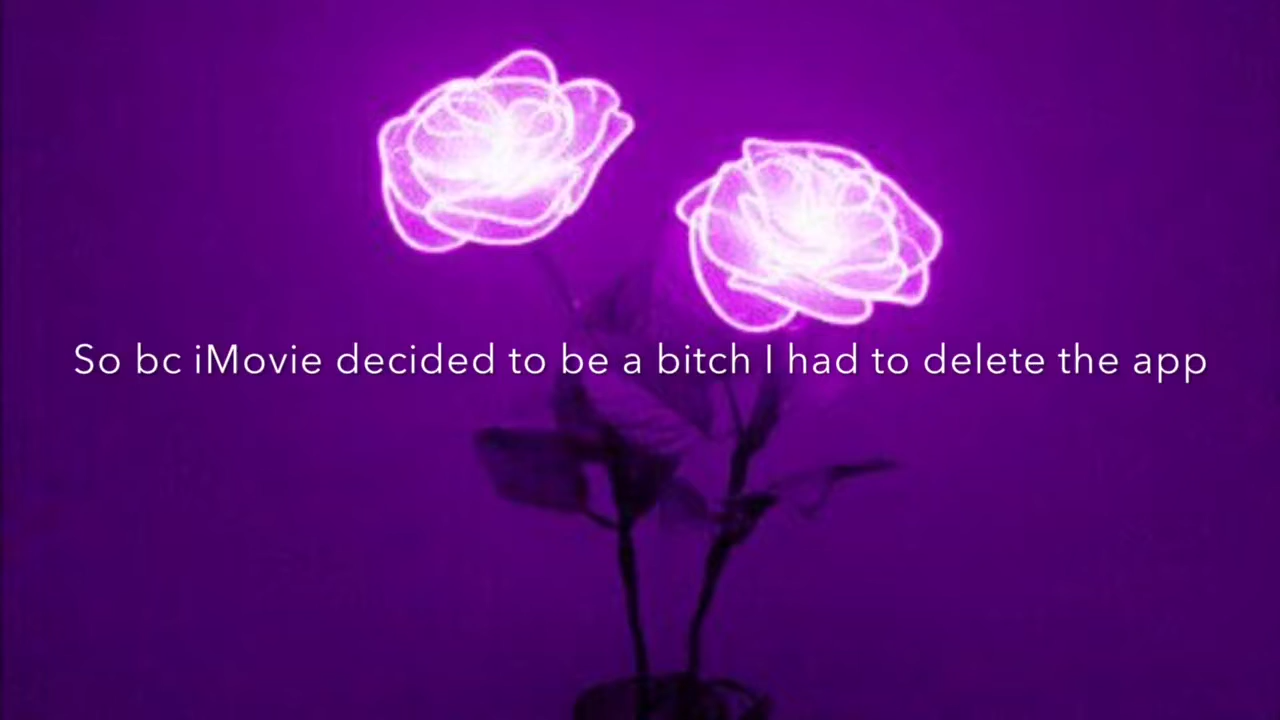 So bc iMovie decided to be a bitch I had to delete the app